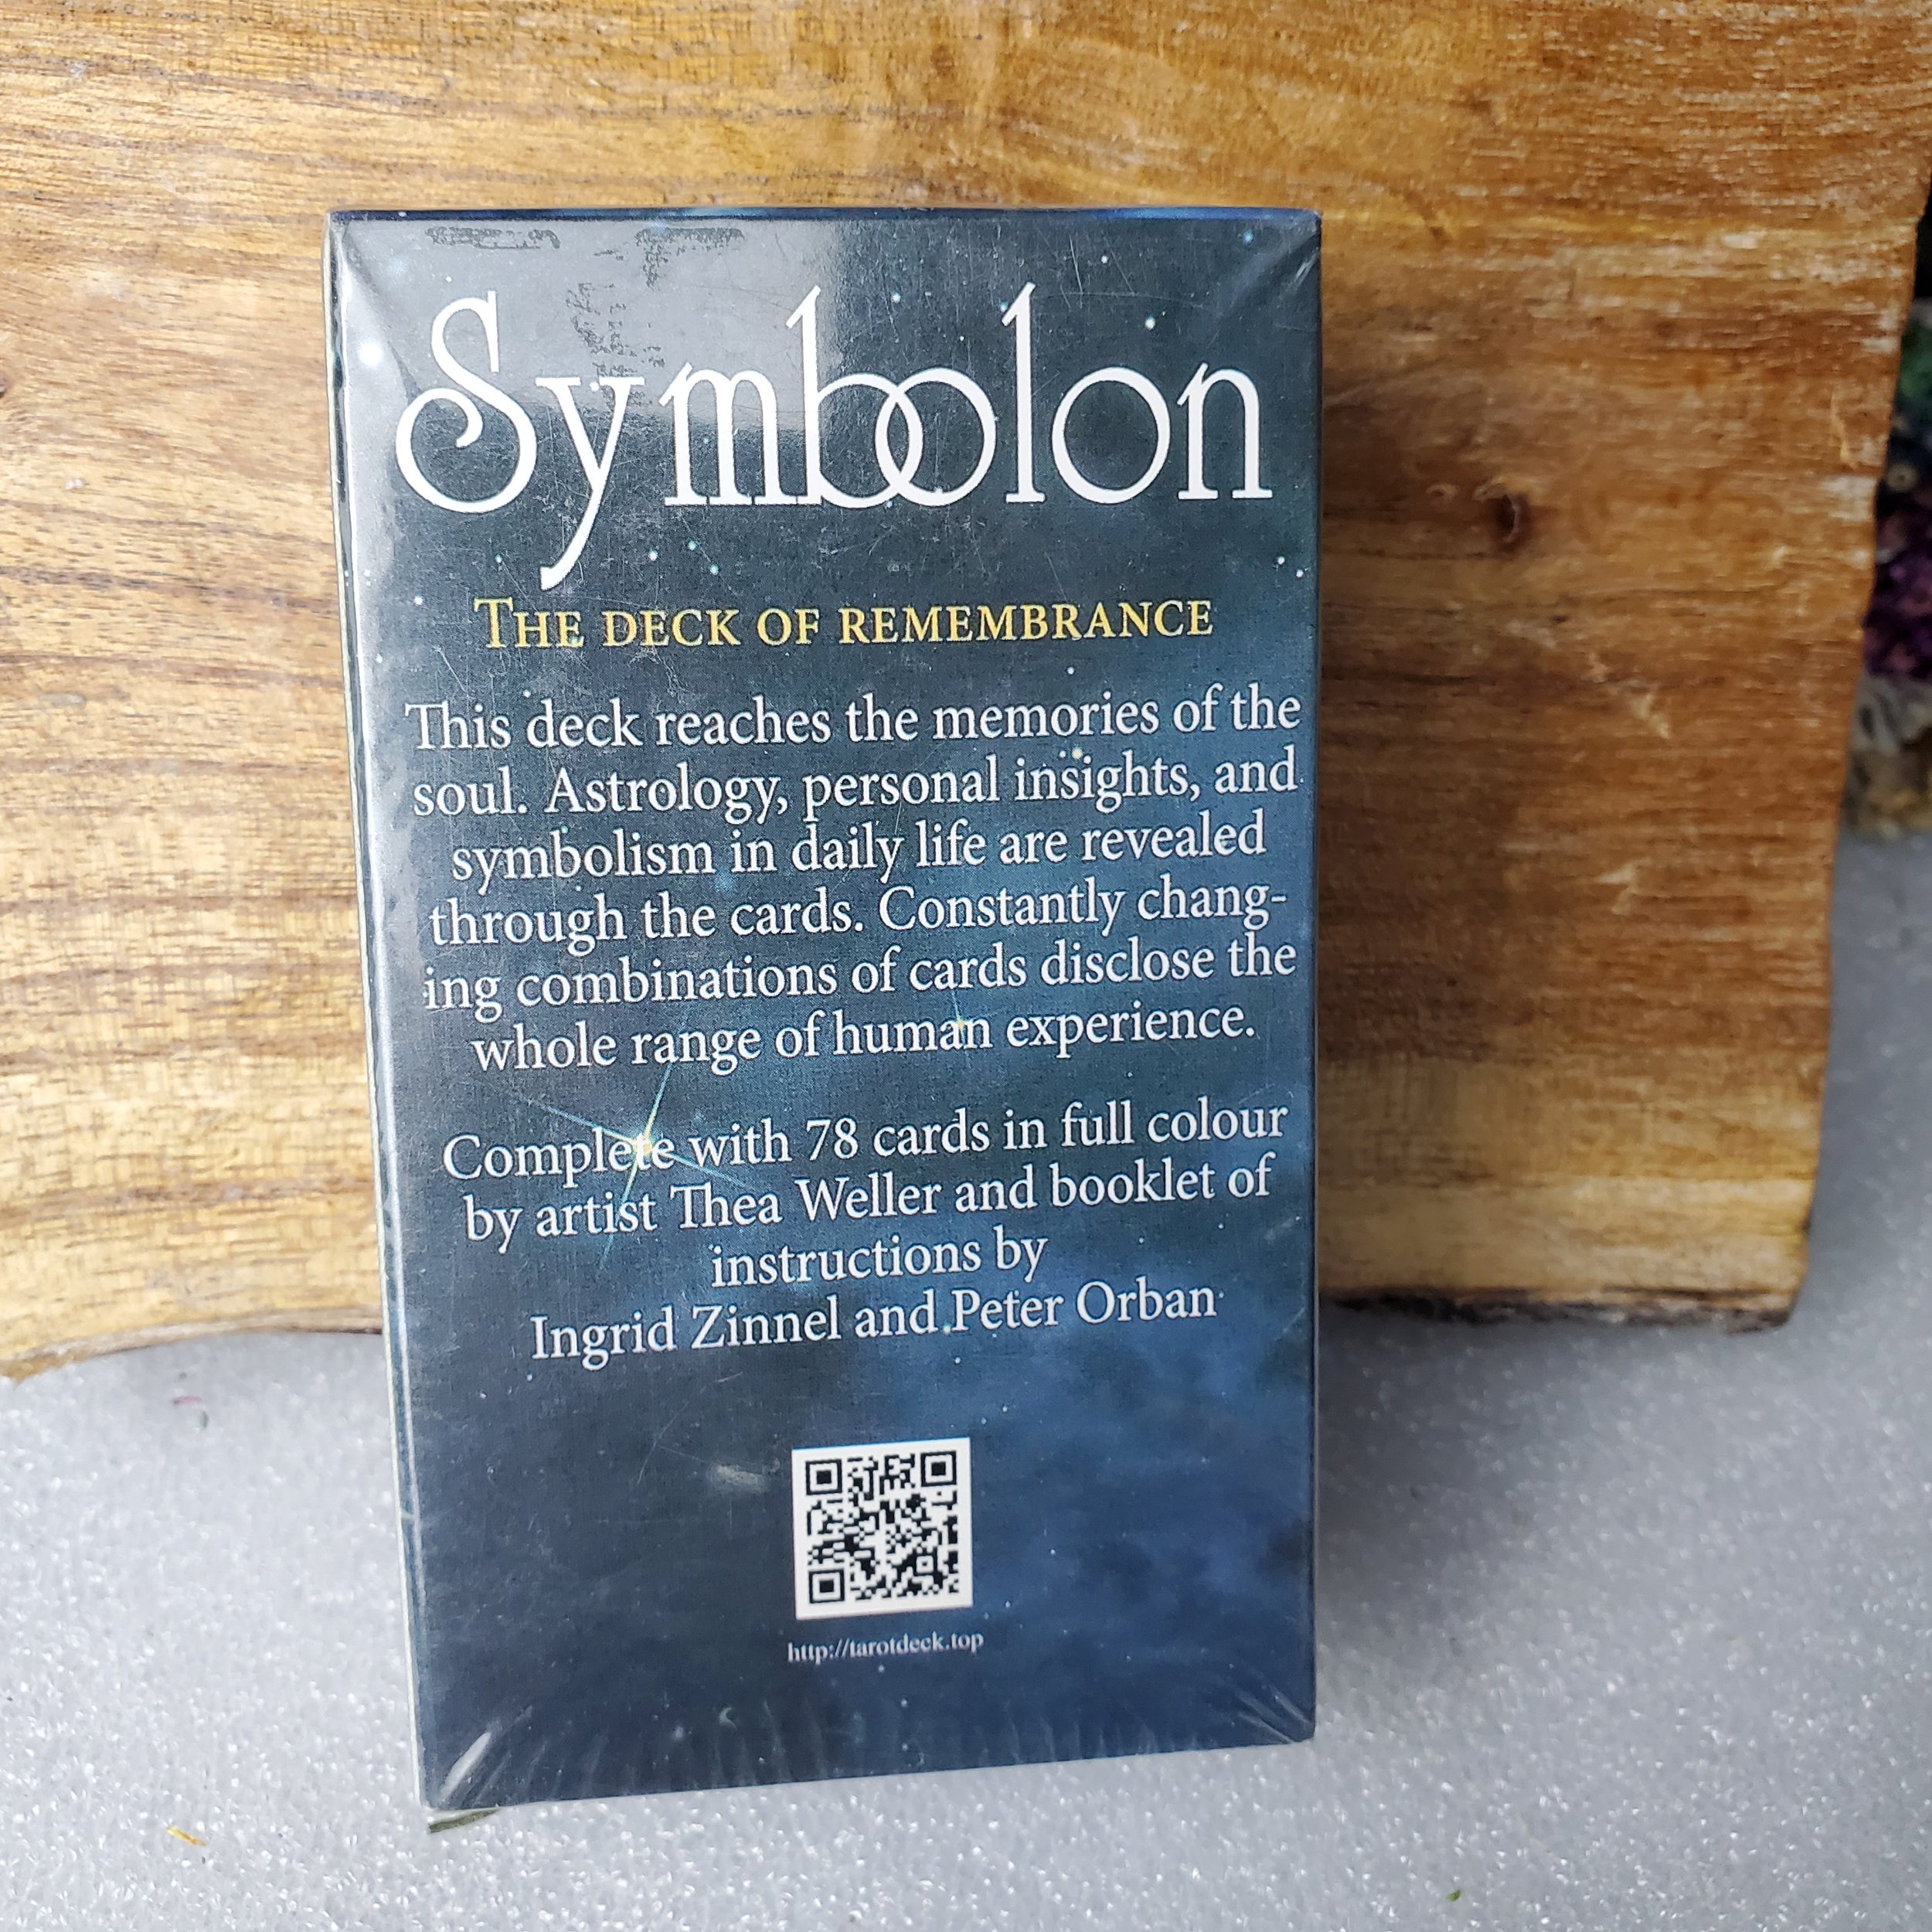 Symbolon
THE DECK OF REMEMBRANCE
This deck reaches the memories of the
soul. Astrology, personal insights, and
symbolism in daily life are revealed
through the cards. Constantly chang-
ing combinations of cards disclose the
whole range of human experience.
Complete with 78 cards in full colour
by artist Thea Weller and booklet of
instructions by
Ingrid Zinnel and Peter Orban
http://tarotdeck.top